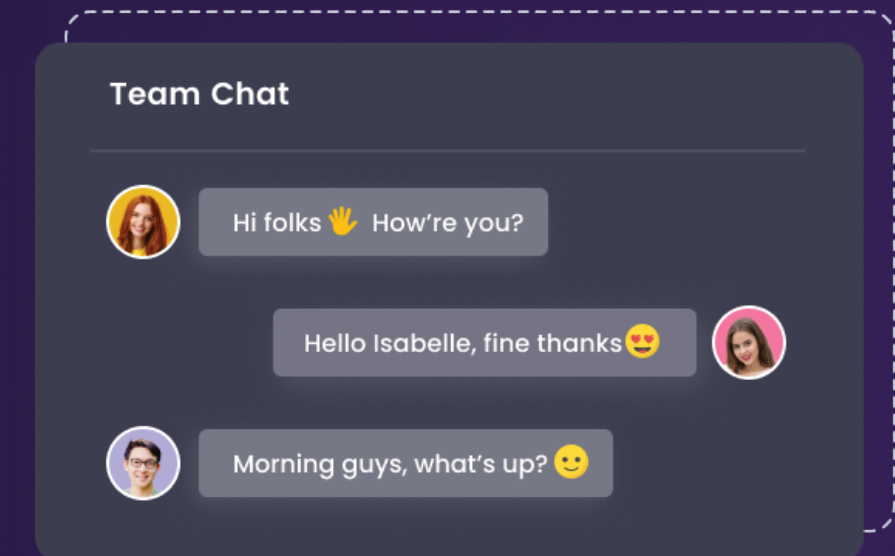 Team Chat
Hi folks🖐 How’re you?
Hello Isabelle, fine thanks😍
Morning guys, what’s up? 🙂